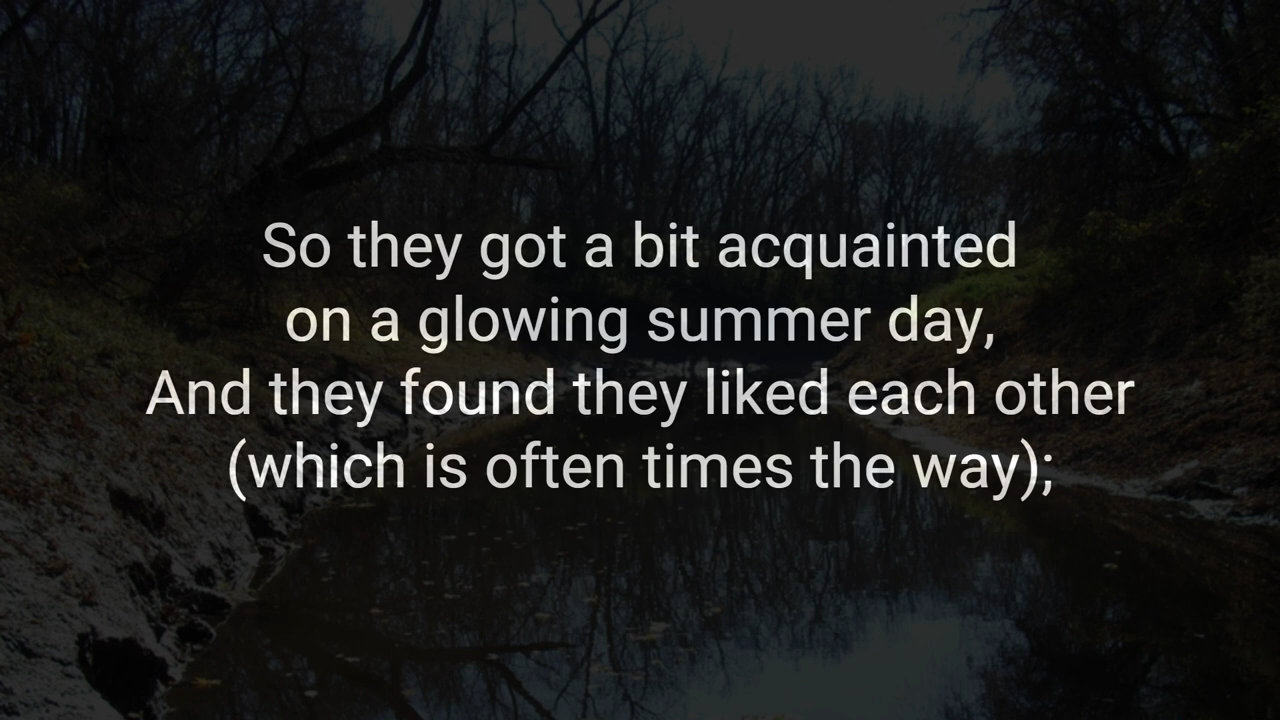 So they got a bit acquainted
on a glowing summer day,
And they found they liked each other
(which is often times the way);